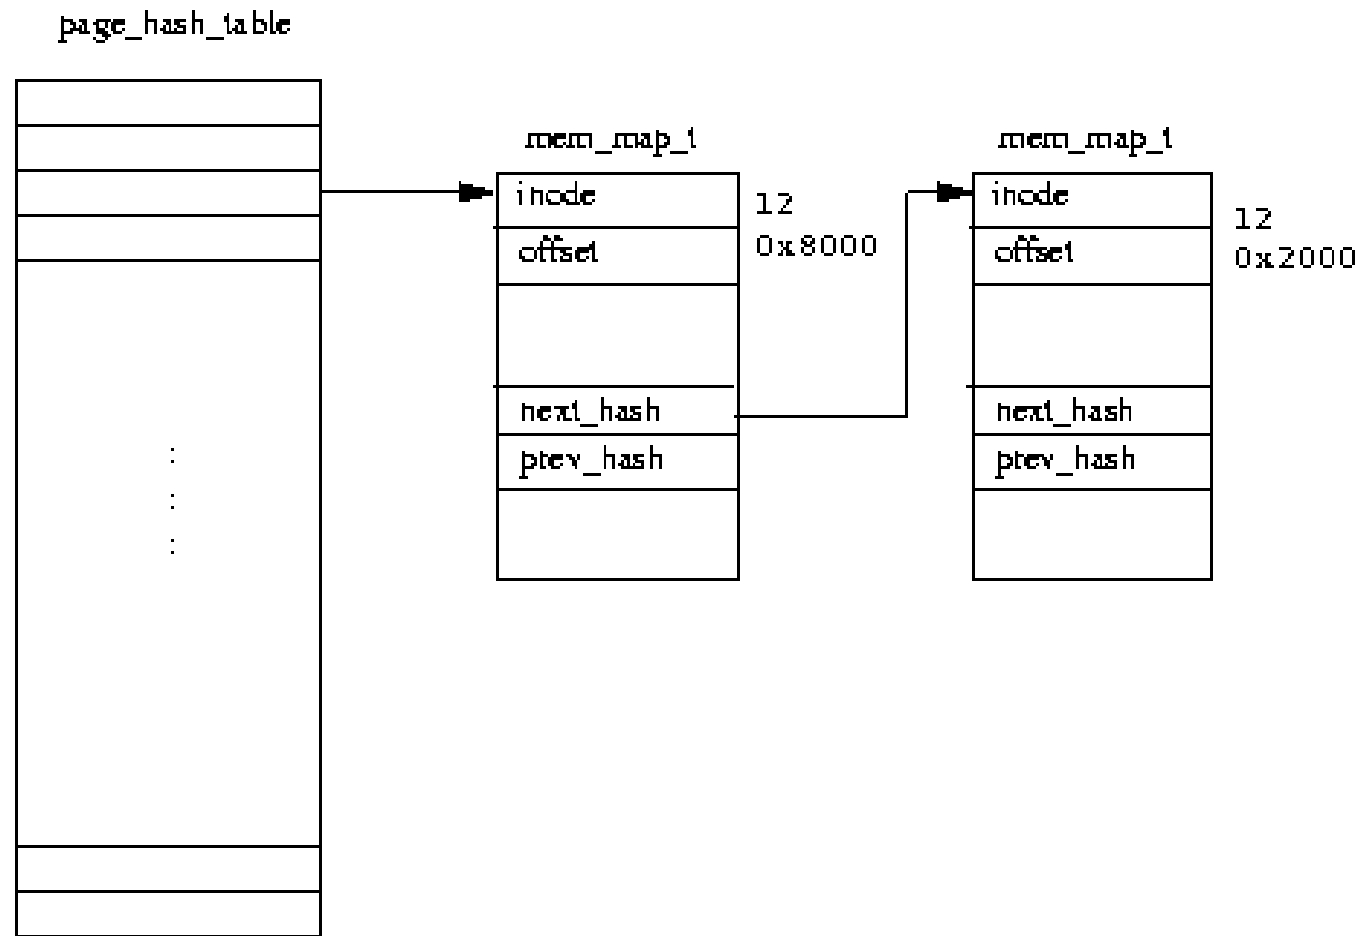 page_hash_table
mem_map_t
inode
12
offset
0x8000
next_hash
prev_hash
mem_map_t
inode
12
offset
0x2000
next_hash
prev_hash
:
:
: